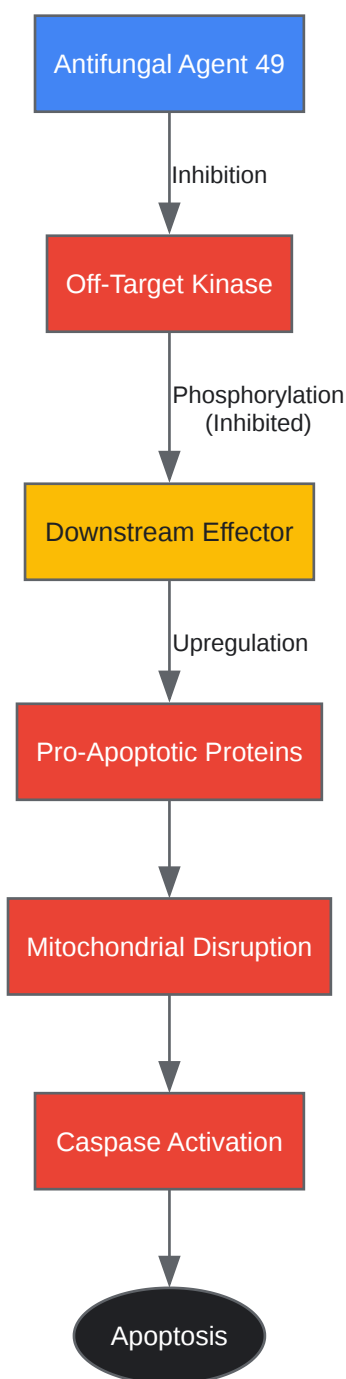 Antifungal Agent 49
Inhibition
Off-Target Kinase
Phosphorylation
(Inhibited)
Downstream Effector
Upregulation
Pro-Apoptotic Proteins
Mitochondrial Disruption
Caspase Activation
Apoptosis